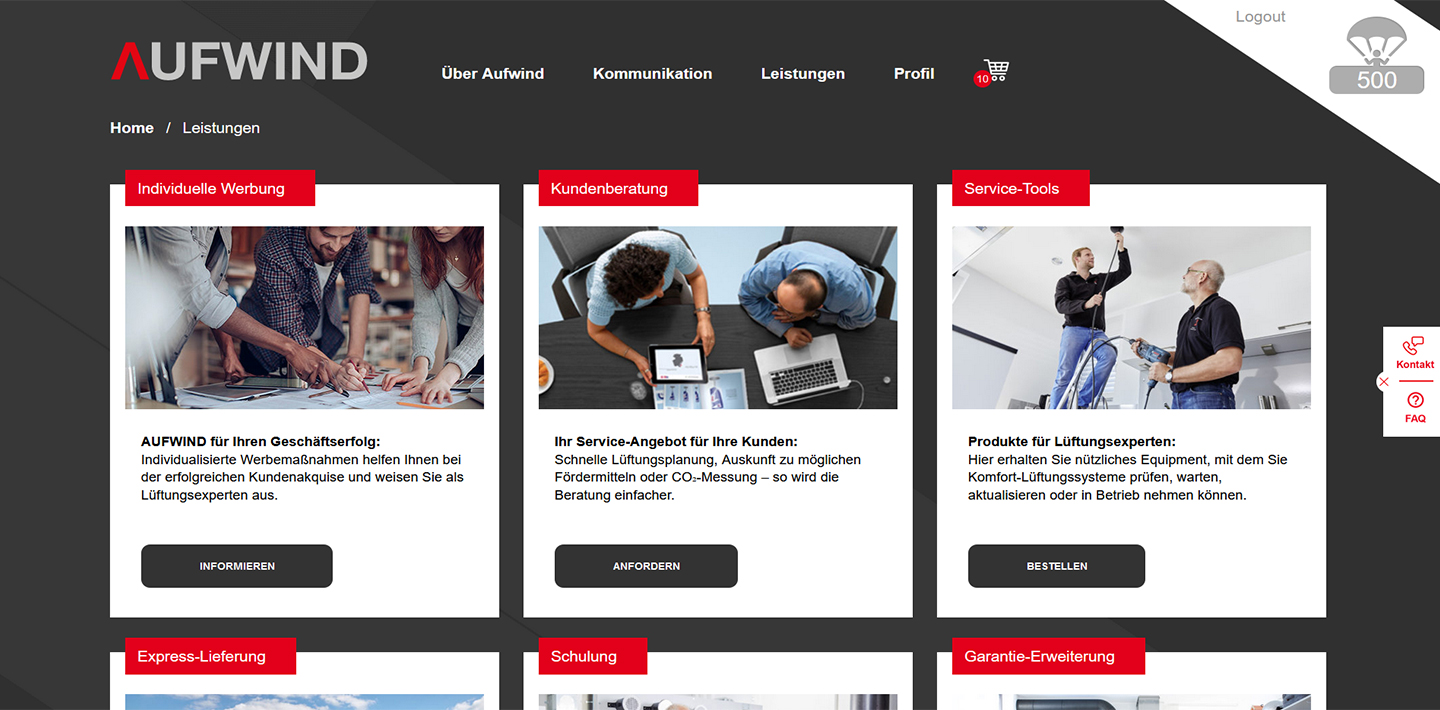 Logout
AUFWIND
Über Aufwind Kommunikation Leistungen Profil
10
500
Home / Leistungen
Individuelle Werbung
AUFWIND für Ihren Geschäftserfolg:
Individualisierte Werbemaßnahmen helfen Ihnen bei
der erfolgreichen Kundenakquise und weisen Sie als
Lüftungsexperten aus.
INFORMIEREN
Kundenberatung
Ihr Service-Angebot für Ihre Kunden:
Schnelle Lüftungsplanung, Auskunft zu möglichen
Fördermitteln oder CO₂-Messung – so wird die
Beratung einfacher.
ANFORDERN
Service-Tools
Produkte für Lüftungsexperten:
Hier erhalten Sie nützliches Equipment, mit dem Sie
Komfort-Lüftungssysteme prüfen, warten,
aktualisieren oder in Betrieb nehmen können.
BESTELLEN
Kontakt
FAQ
Express-Lieferung
Schulung
Garantie-Erweiterung